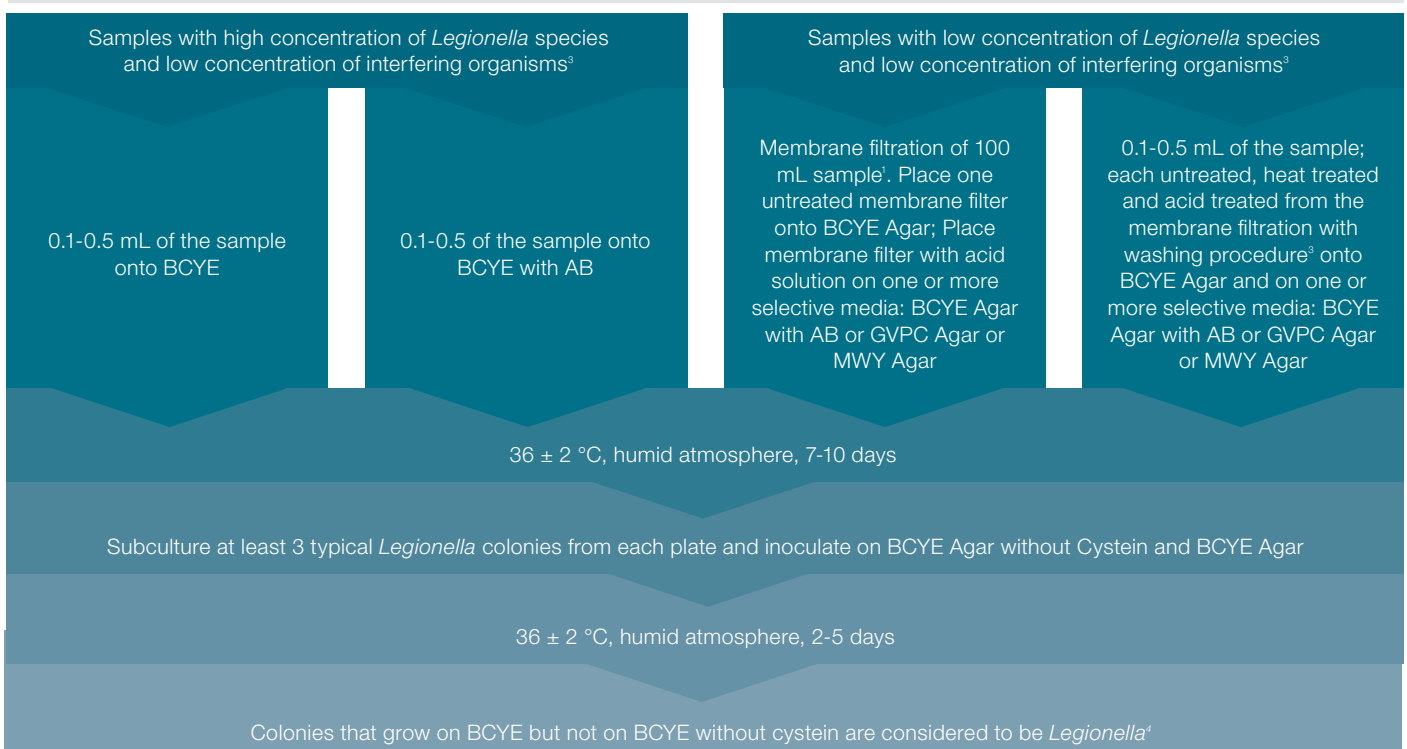 Samples with high concentration of Legionella species
and low concentration of interfering organisms³
Samples with low concentration of Legionella species
and low concentration of interfering organisms³
0.1-0.5 mL of the sample
onto BCYE
0.1-0.5 of the sample onto
BCYE with AB
Membrane filtration of 100
mL sample¹. Place one
untreated membrane filter
onto BCYE Agar; Place
membrane filter with acid
solution on one or more
selective media: BCYE Agar
with AB or GVPC Agar or
MWY Agar
0.1-0.5 mL of the sample;
each untreated, heat treated
and acid treated from the
membrane filtration with
washing procedure³ onto
BCYE Agar and on one or
more selective media: BCYE
Agar with AB or GVPC Agar
or MWY Agar
36 ± 2 °C, humid atmosphere, 7-10 days
Subculture at least 3 typical Legionella colonies from each plate and inoculate on BCYE Agar without Cystein and BCYE Agar
36 ± 2 °C, humid atmosphere, 2-5 days
Colonies that grow on BCYE but not on BCYE without cystein are considered to be Legionella⁴